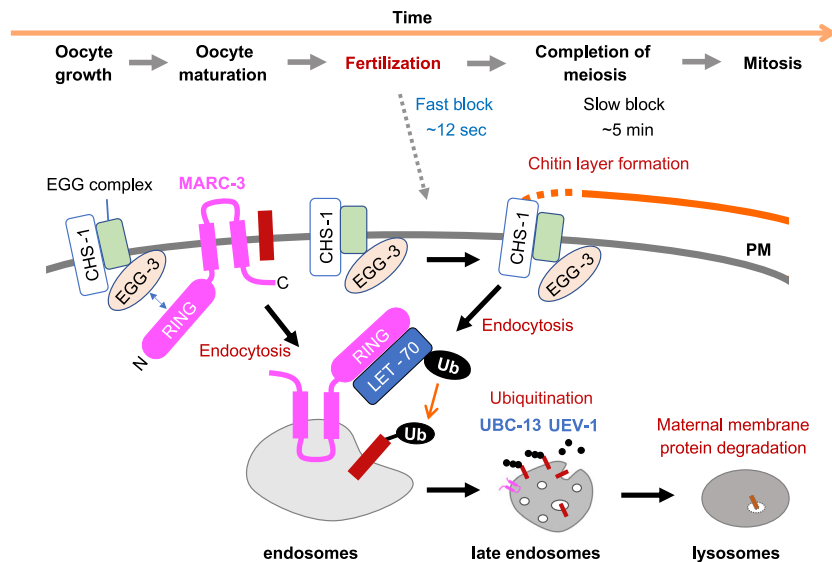 Time
Oocyte
growth
Oocyte
maturation
Fertilization
Completion of
meiosis
Mitosis
Fast block
~12 sec
Slow block
~5 min
Chitin layer formation
EGG complex
MARC-3
CHS-1
EGG-3
RING
N
C
CHS-1
EGG-3
CHS-1
EGG-3
PM
Endocytosis
Endocytosis
RING
LET-70
Ub
Ub
Ubiquitination
UBC-13 UEV-1
Maternal membrane
protein degradation
endosomes
late endosomes
lysosomes